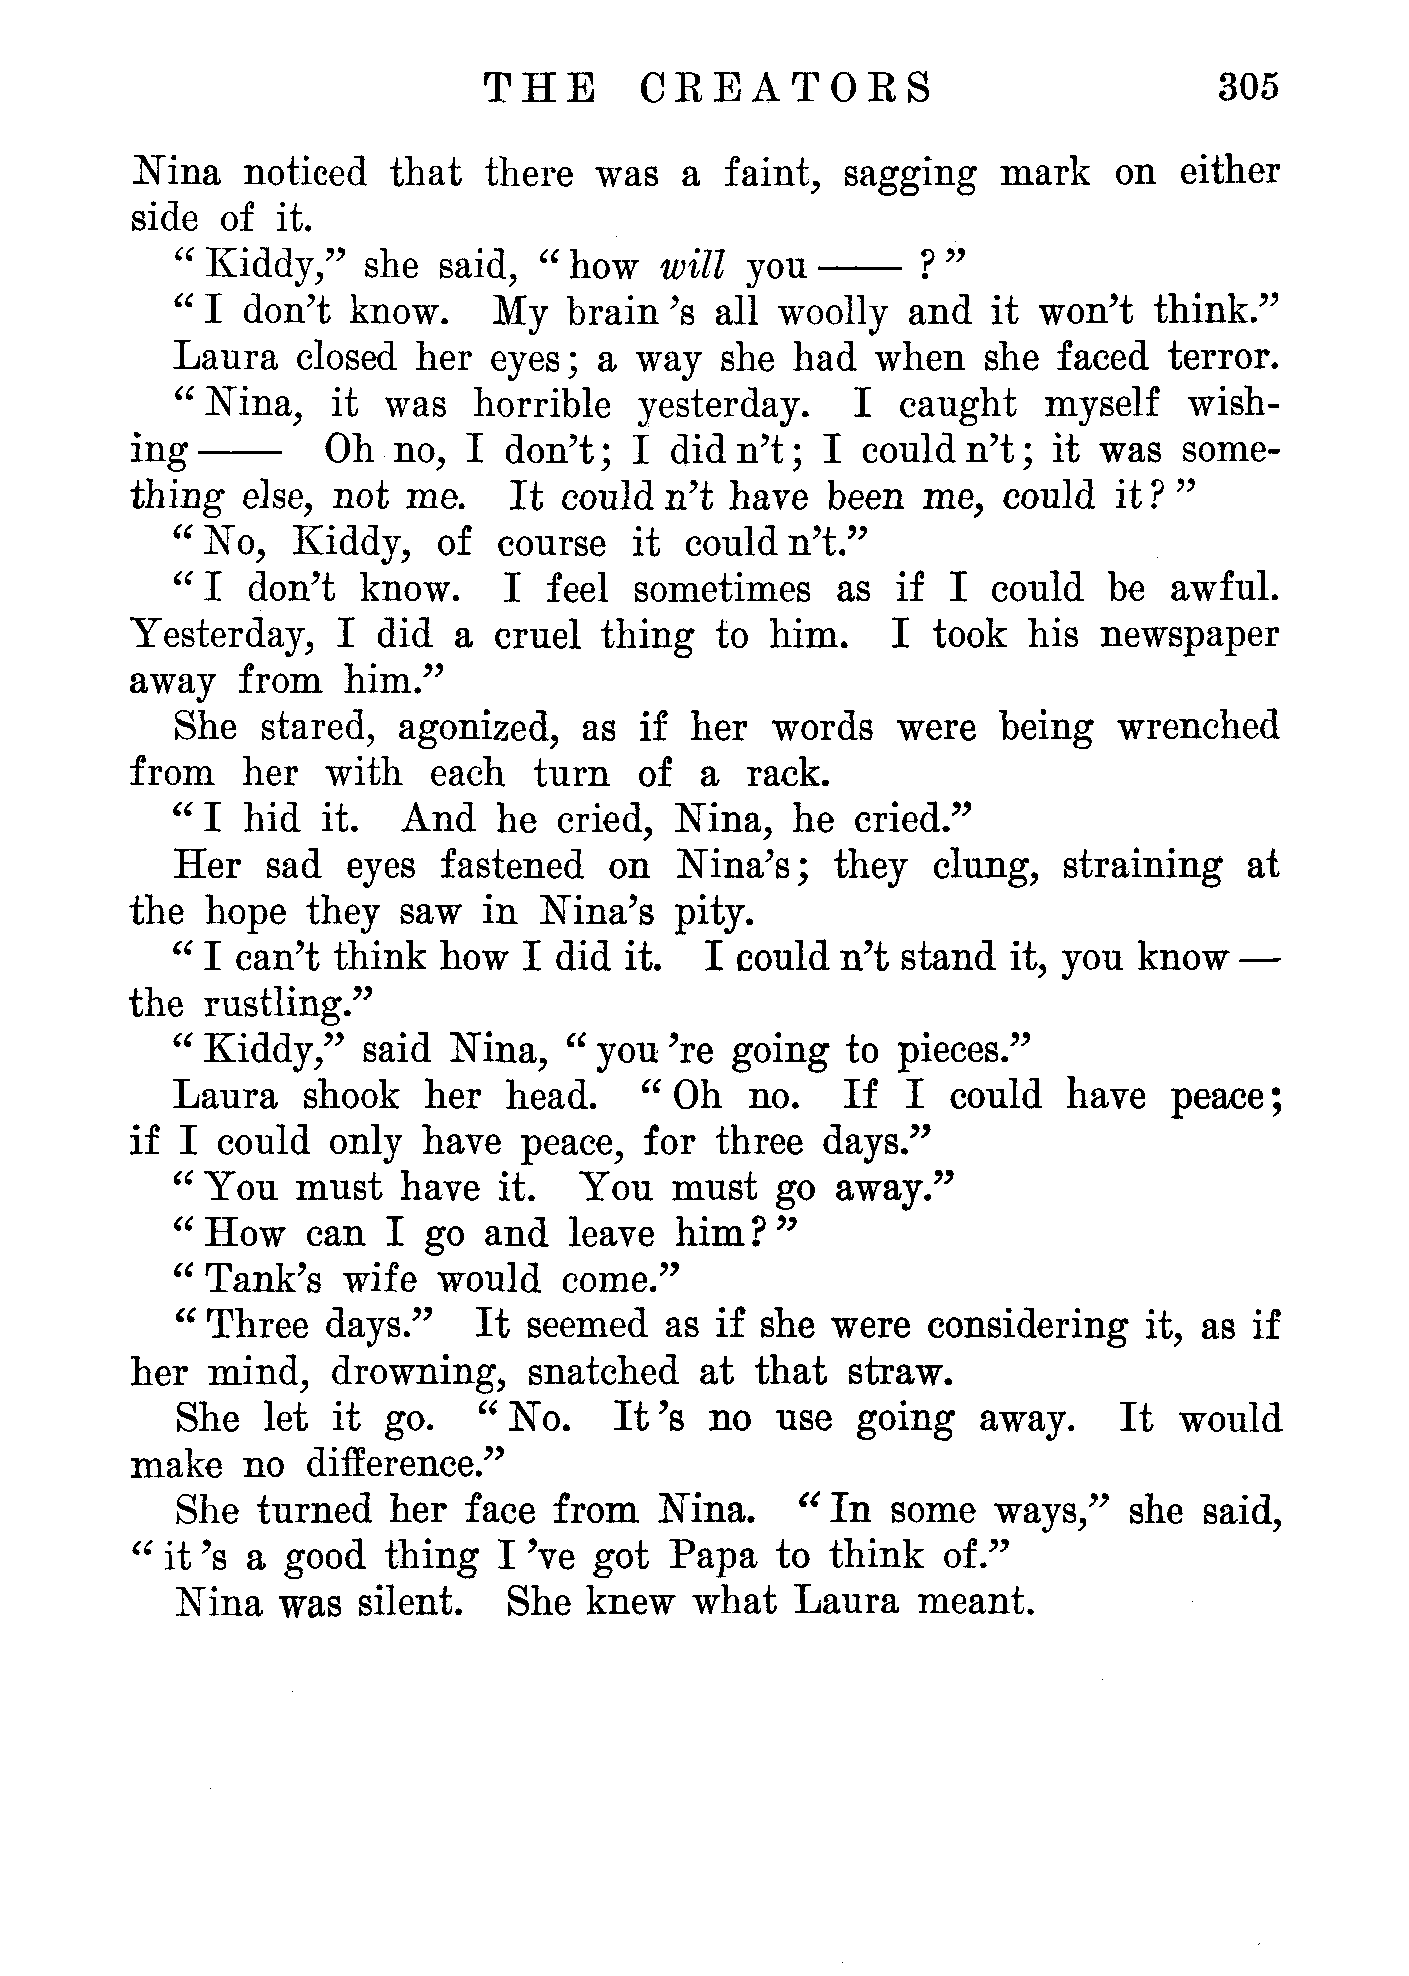 THE CREATORS 305
Nina noticed that there was a faint, sagging mark on either
side of it.
“Kiddy,” she said, “how will you —— ?”
“I don’t know. My brain ’s all woolly and it won’t think.”
Laura closed her eyes; a way she had when she faced terror.
“Nina, it was horrible yesterday. I caught myself wish-
ing —— Oh no, I don’t; I did n’t; I could n’t; it was some-
thing else, not me. It could n’t have been me, could it?”
“No, Kiddy, of course it could n’t.”
“I don’t know. I feel sometimes as if I could be awful.
Yesterday, I did a cruel thing to him. I took his newspaper
away from him.”
She stared, agonized, as if her words were being wrenched
from her with each turn of a rack.
“I hid it. And he cried, Nina, he cried.”
Her sad eyes fastened on Nina’s; they clung, straining at
the hope they saw in Nina’s pity.
“I can’t think how I did it. I could n’t stand it, you know —
the rustling.”
“Kiddy,” said Nina, “you ’re going to pieces.”
Laura shook her head. “Oh no. If I could have peace;
if I could only have peace, for three days.”
“You must have it. You must go away.”
“How can I go and leave him?”
“Tank’s wife would come.”
“Three days.” It seemed as if she were considering it, as if
her mind, drowning, snatched at that straw.
She let it go. “No. It ’s no use going away. It would
make no difference.”
She turned her face from Nina. “In some ways,” she said,
“it ’s a good thing I ’ve got Papa to think of.”
Nina was silent. She knew what Laura meant.